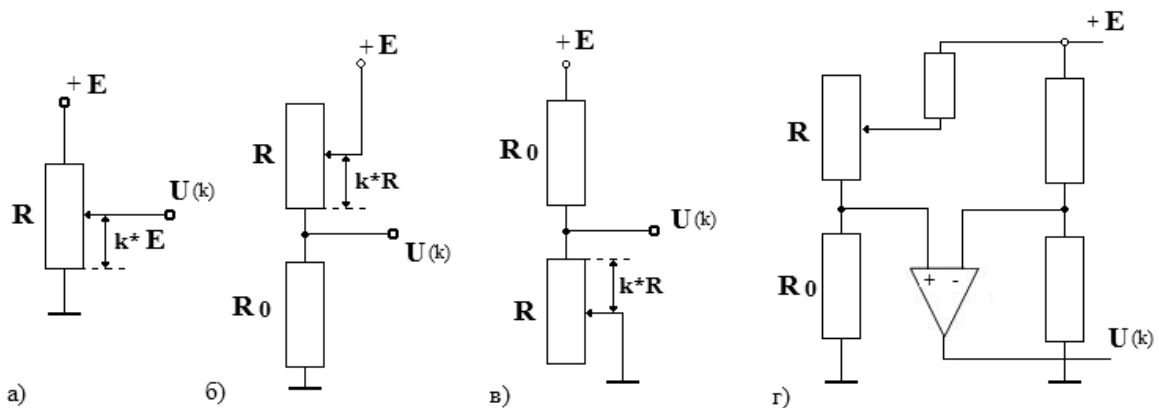 + E
R
U(k)
k* E
а)
+ E
R
k*R
U(k)
R0
б)
+ E
R0
U(k)
k*R
R
в)
+ E
R
R0
+ -
U(k)
г)